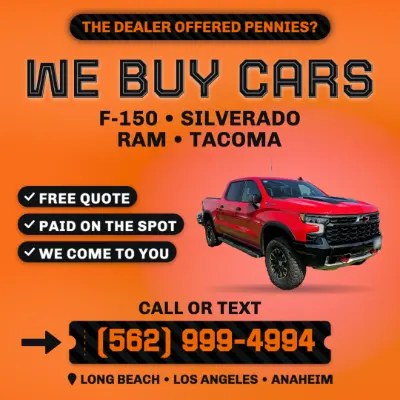 THE DEALER OFFERED PENNIES?
WE BUY CARS
F-150 • SILVERADO
RAM • TACOMA
FREE QUOTE
PAID ON THE SPOT
WE COME TO YOU
CALL OR TEXT
(562) 999-4994
LONG BEACH • LOS ANGELES • ANAHEIM